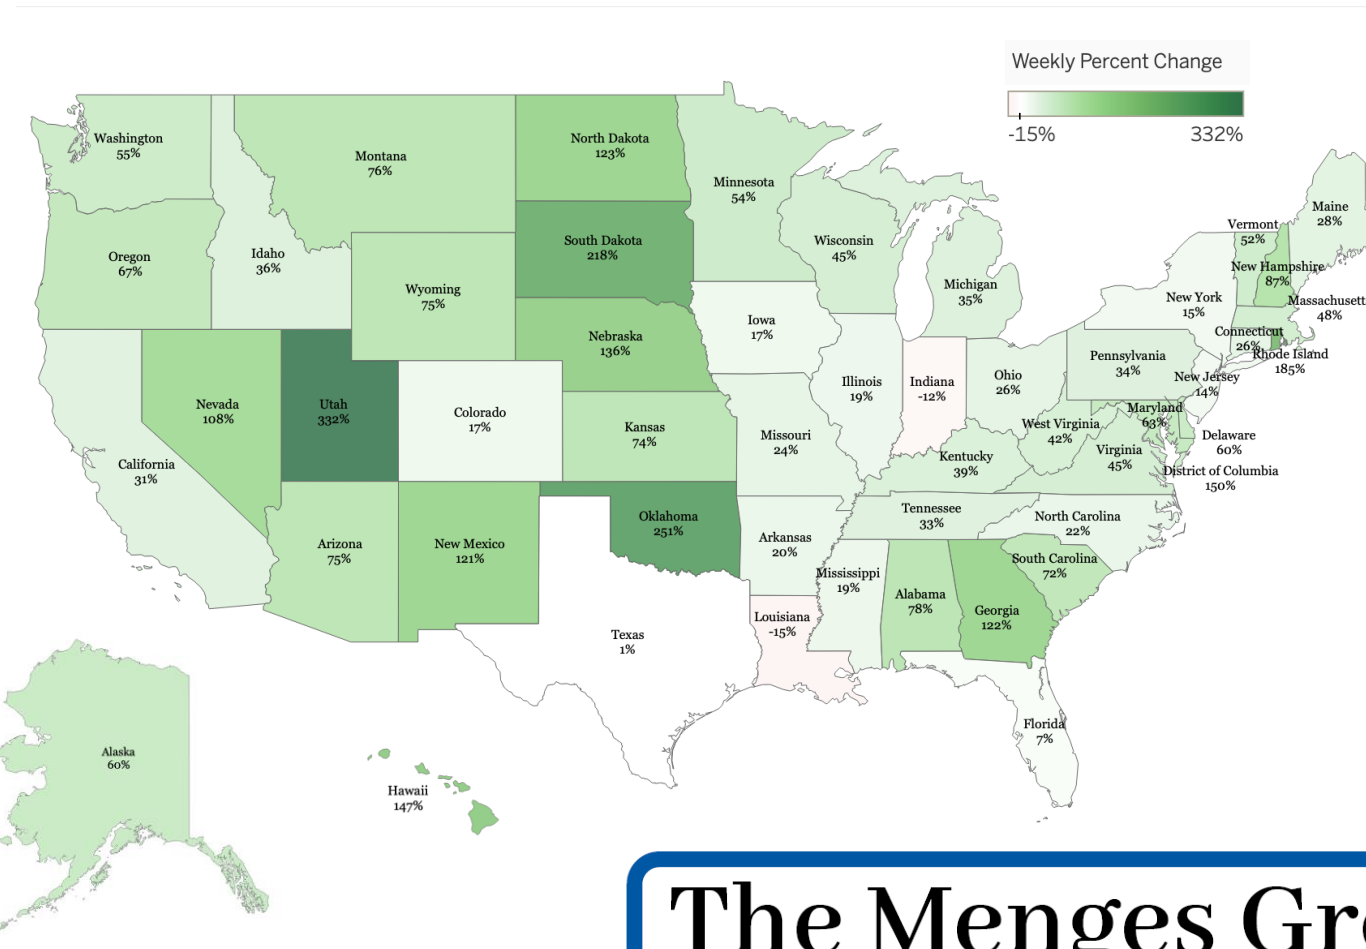 Weekly Percent Change
-15%
332%
Washington
55%
Montana
76%
North Dakota
123%
Minnesota
54%
Oregon
67%
Idaho
36%
Wyoming
75%
South Dakota
218%
Wisconsin
45%
Michigan
35%
Maine
28%
Vermont
52%
New Hampshire
87%
Massachusett
48%
New York
15%
Connecticut
26%
Rhode Island
185%
Iowa
17%
Nebraska
136%
Pennsylvania
34%
New Jersey
14%
Nevada
108%
Utah
332%
Colorado
17%
Kansas
74%
Missouri
24%
Illinois
19%
Indiana
-12%
Ohio
26%
West Virginia
42%
Maryland
63%
Delaware
60%
District of Columbia
150%
Virginia
45%
Kentucky
39%
California
31%
Arizona
75%
New Mexico
121%
Oklahoma
251%
Arkansas
20%
Tennessee
33%
North Carolina
22%
South Carolina
72%
Mississippi
19%
Alabama
78%
Georgia
122%
Louisiana
-15%
Texas
1%
Florida
7%
Alaska
60%
Hawaii
147%
The Menges Gro